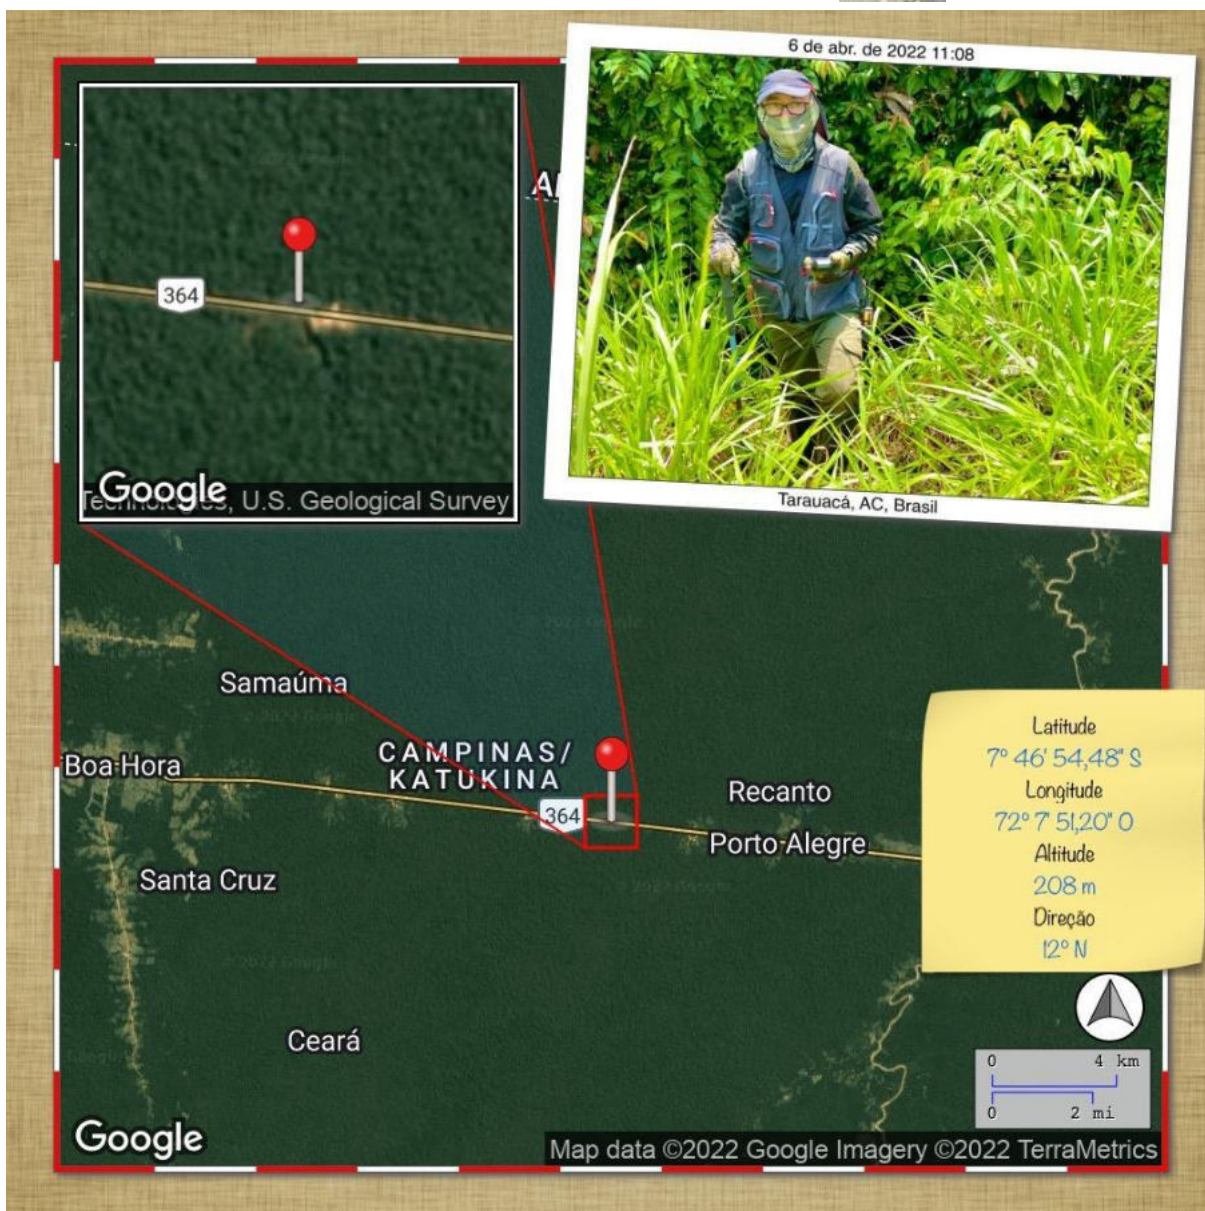 6 de abr. de 2022 11:08
364
Google
Technologies, U.S. Geological Survey
Tarauacá, AC, Brasil
Samaúma
CAMPINAS/
KATUKINA
Boa Hora
364
Recanto
Porto Alegre
Santa Cruz
Ceará
Latitude
7° 46' 54,48" S
Longitude
72° 7' 51,20" O
Altitude
208 m
Direção
12° N
0 4 km
0 2 mi
Google
Map data ©2022 Google Imagery ©2022 TerraMetrics